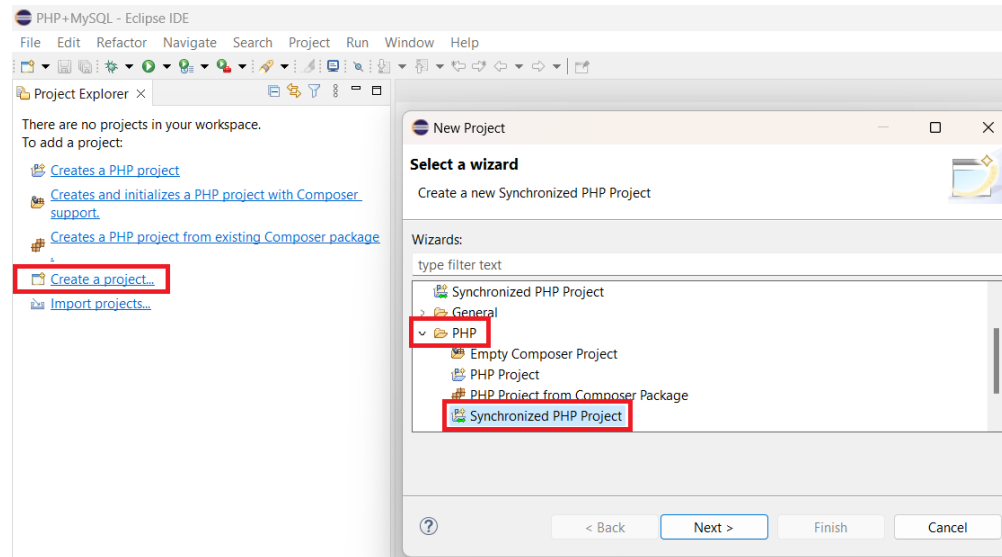 PHP+MySQL - Eclipse IDE
File Edit Refactor Navigate Search Project Run Window Help
Project Explorer
There are no projects in your workspace.
To add a project:
Creates a PHP project
Creates and initializes a PHP project with Composer
support.
Creates a PHP project from existing Composer package
.
Create a project...
Import projects...
New Project
Select a wizard
Create a new Synchronized PHP Project
Wizards:
type filter text
Synchronized PHP Project
General
PHP
Empty Composer Project
PHP Project
PHP Project from Composer Package
Synchronized PHP Project
< Back Next > Finish Cancel